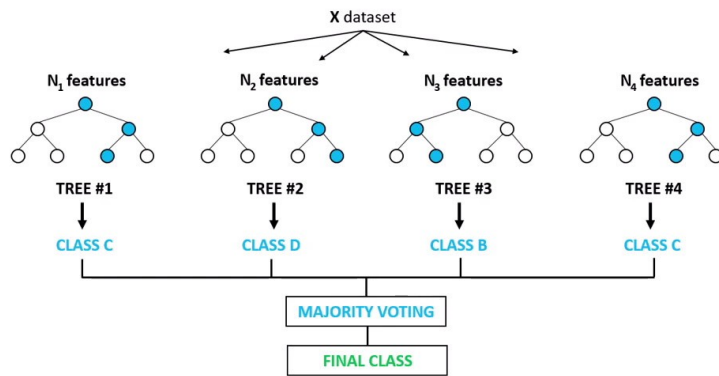 X dataset
N₁ features
N₂ features
N₃ features
N₄ features
TREE #1
TREE #2
TREE #3
TREE #4
CLASS C
CLASS D
CLASS B
CLASS C
MAJORITY VOTING
FINAL CLASS